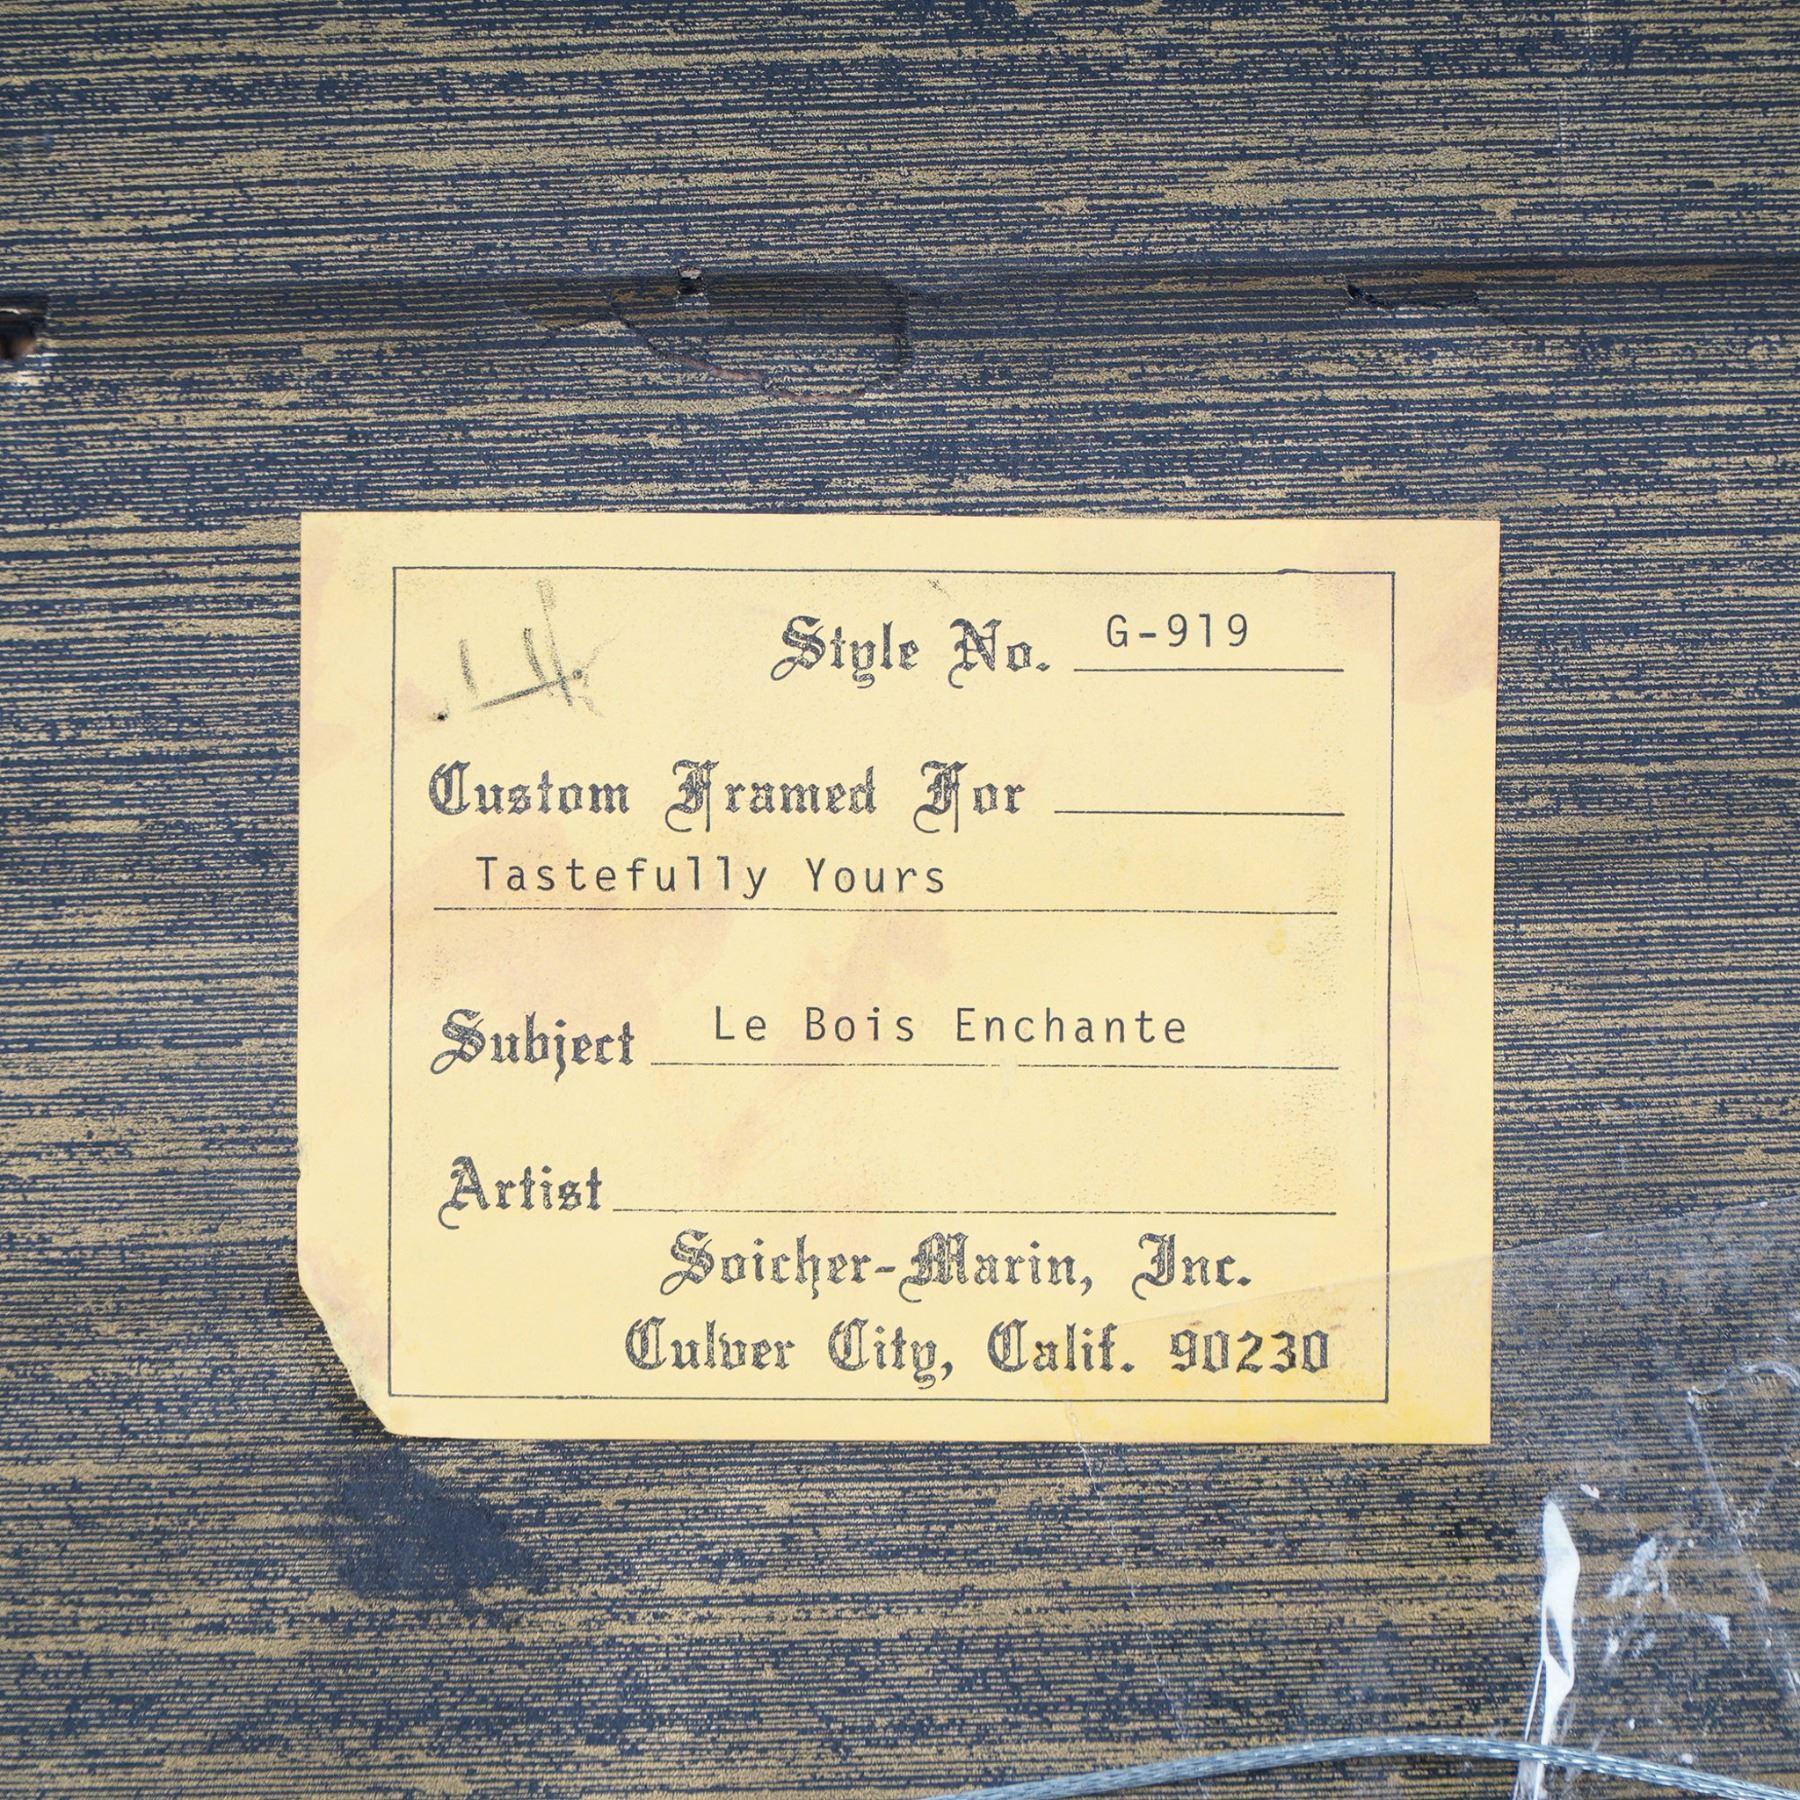 Style No. G-919
Custom Framed For
Tastefully Yours
Subject Le Bois Enchante
Artist
Soicher-Marin, Inc.
Culver City, Calif. 90230